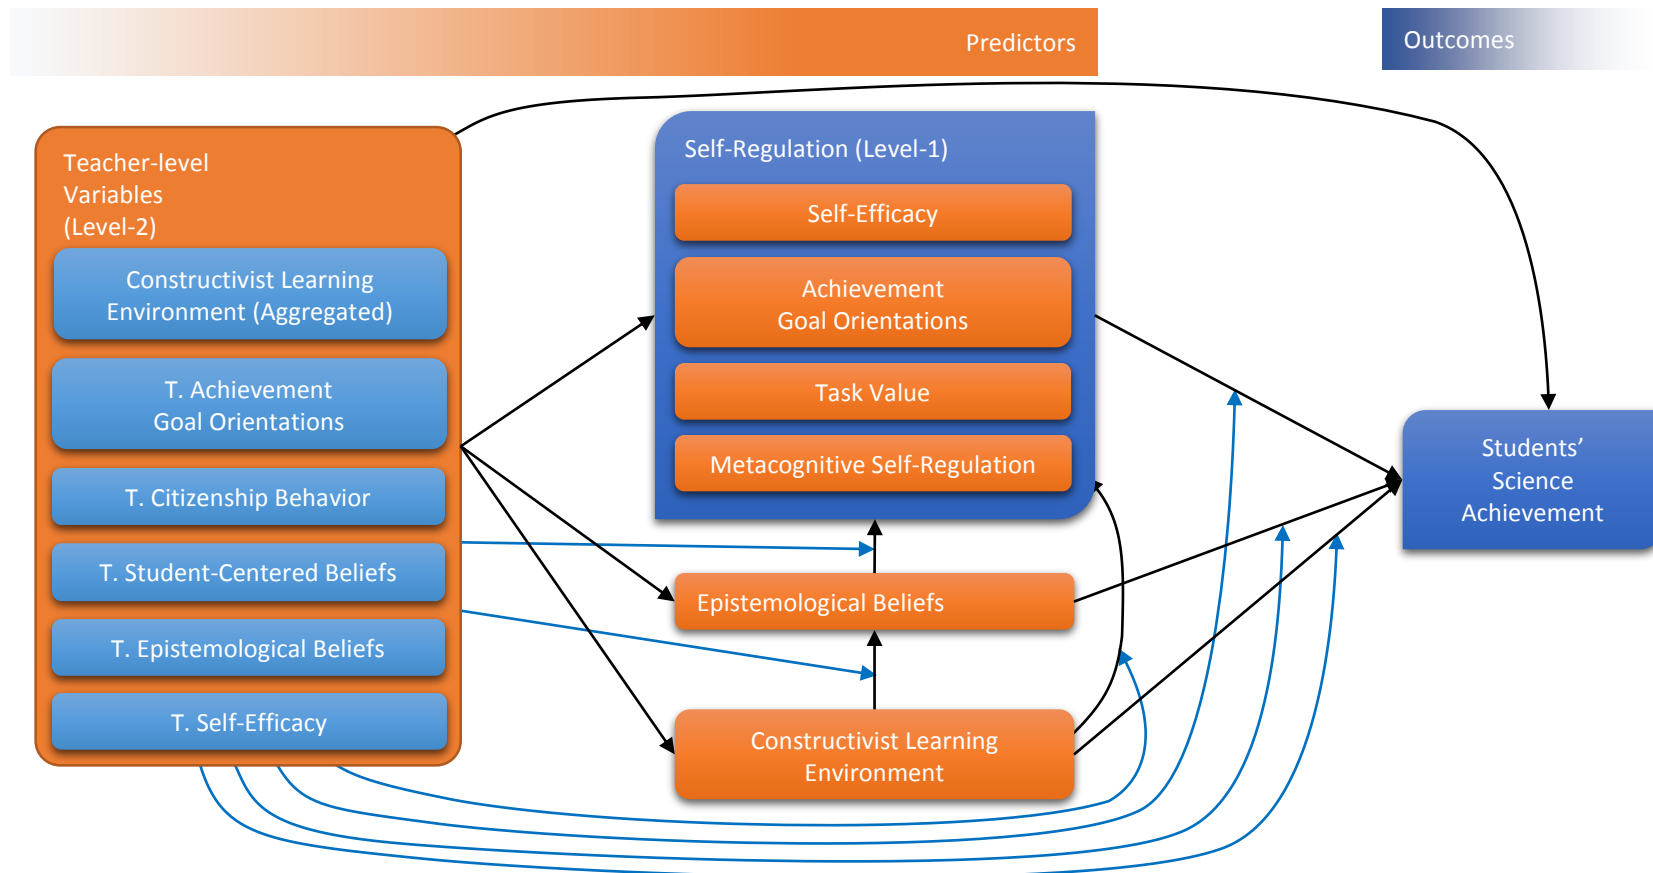 Predictors
Outcomes
Teacher-level
Variables
(Level-2)
Constructivist Learning
Environment (Aggregated)
T. Achievement
Goal Orientations
T. Citizenship Behavior
T. Student-Centered Beliefs
T. Epistemological Beliefs
T. Self-Efficacy
Self-Regulation (Level-1)
Self-Efficacy
Achievement
Goal Orientations
Task Value
Metacognitive Self-Regulation
Epistemological Beliefs
Constructivist Learning
Environment
Students’
Science
Achievement